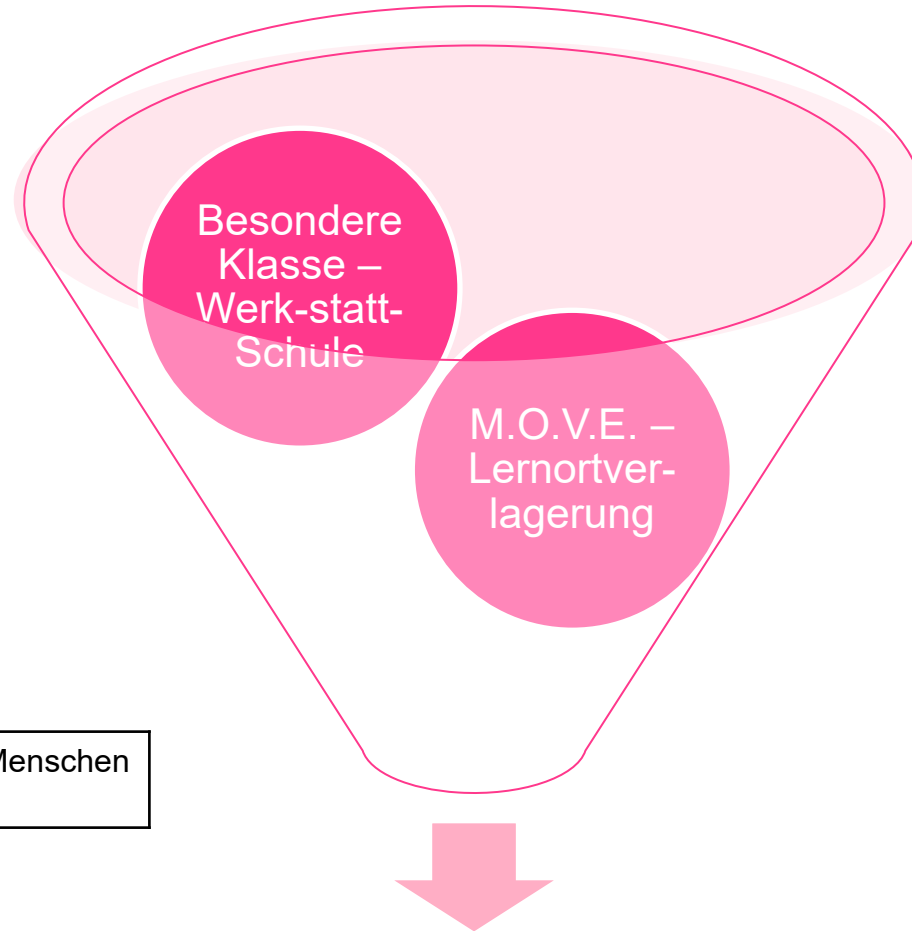 Besondere
Klasse –
Werk-statt-
Schule
M.O.V.E. –
Lernortver-
lagerung
Menschen